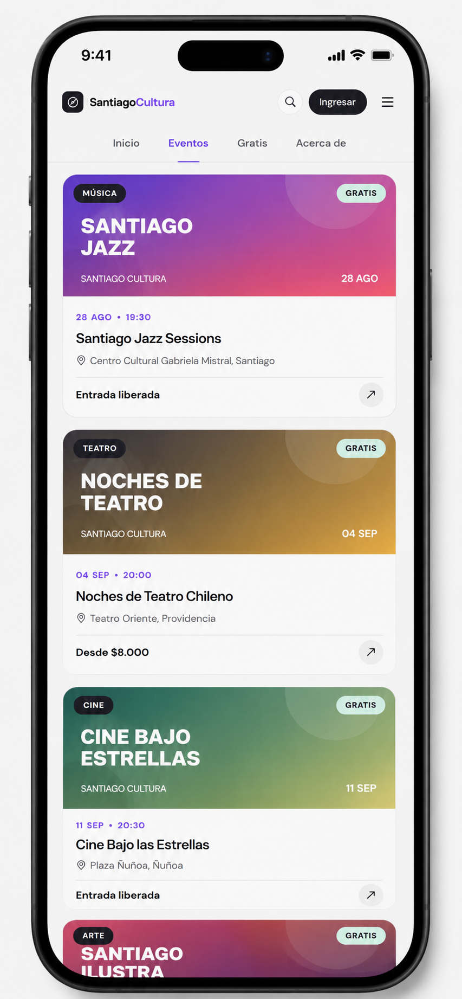 9:41
SantiagoCultura
Ingresar
Inicio Eventos Gratis Acerca de
MÚSICA GRATIS
SANTIAGO
JAZZ
SANTIAGO CULTURA 28 AGO
28 AGO • 19:30
Santiago Jazz Sessions
Centro Cultural Gabriela Mistral, Santiago
Entrada liberada
TEATRO GRATIS
NOCHES DE
TEATRO
SANTIAGO CULTURA 04 SEP
04 SEP • 20:00
Noches de Teatro Chileno
Teatro Oriente, Providencia
Desde $8.000
CINE GRATIS
CINE BAJO
ESTRELLAS
SANTIAGO CULTURA 11 SEP
11 SEP • 20:30
Cine Bajo las Estrellas
Plaza Ñuñoa, Ñuñoa
Entrada liberada
ARTE GRATIS
SANTIAGO
ILUSTRA